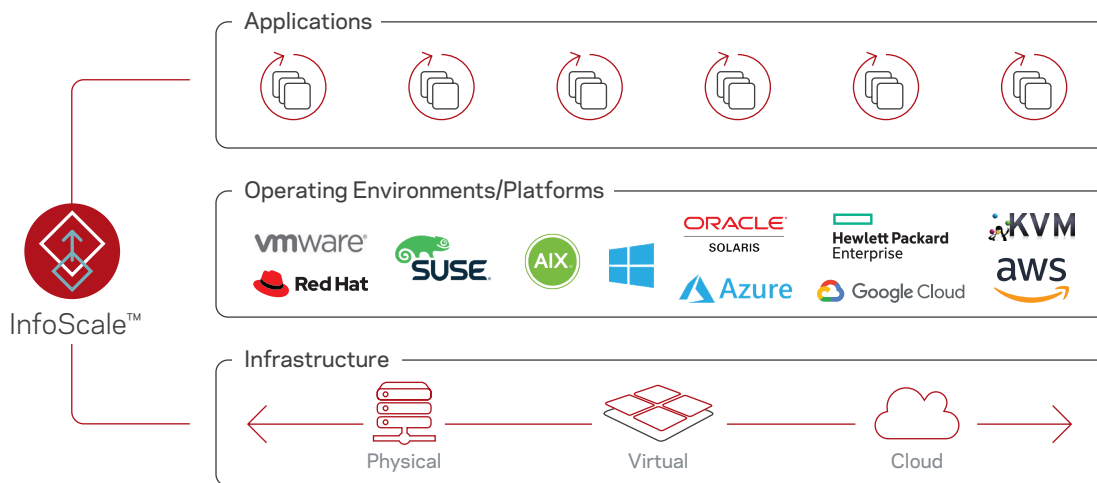 Applications
Operating Environments/Platforms
vmware®
Red Hat
SUSE.
AIX.
ORACLE®
SOLARIS
Azure
Hewlett Packard
Enterprise
Google Cloud
KVM
aws
InfoScale™
Infrastructure
Physical
Virtual
Cloud